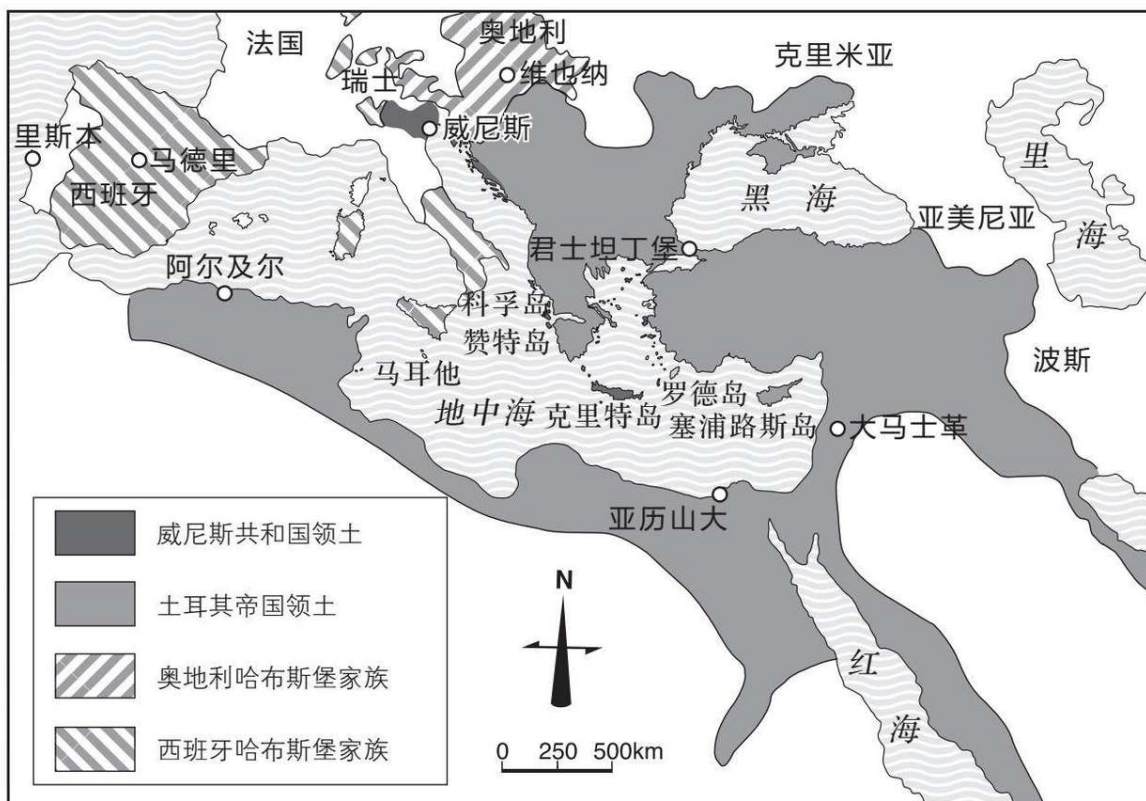 法国
奥地利
维也纳
瑞士
威尼斯
克里米亚
里斯本
马德里
西班牙
黑海
里海
亚美尼亚
君士坦丁堡
阿尔及尔
科孚岛
赞特岛
马耳他
地中海
克里特岛
罗德岛
塞浦路斯岛
大马士革
波斯
亚历山大
红海
威尼斯共和国领土
土耳其帝国领土
奥地利哈布斯堡家族
西班牙哈布斯堡家族
N
0 250 500km